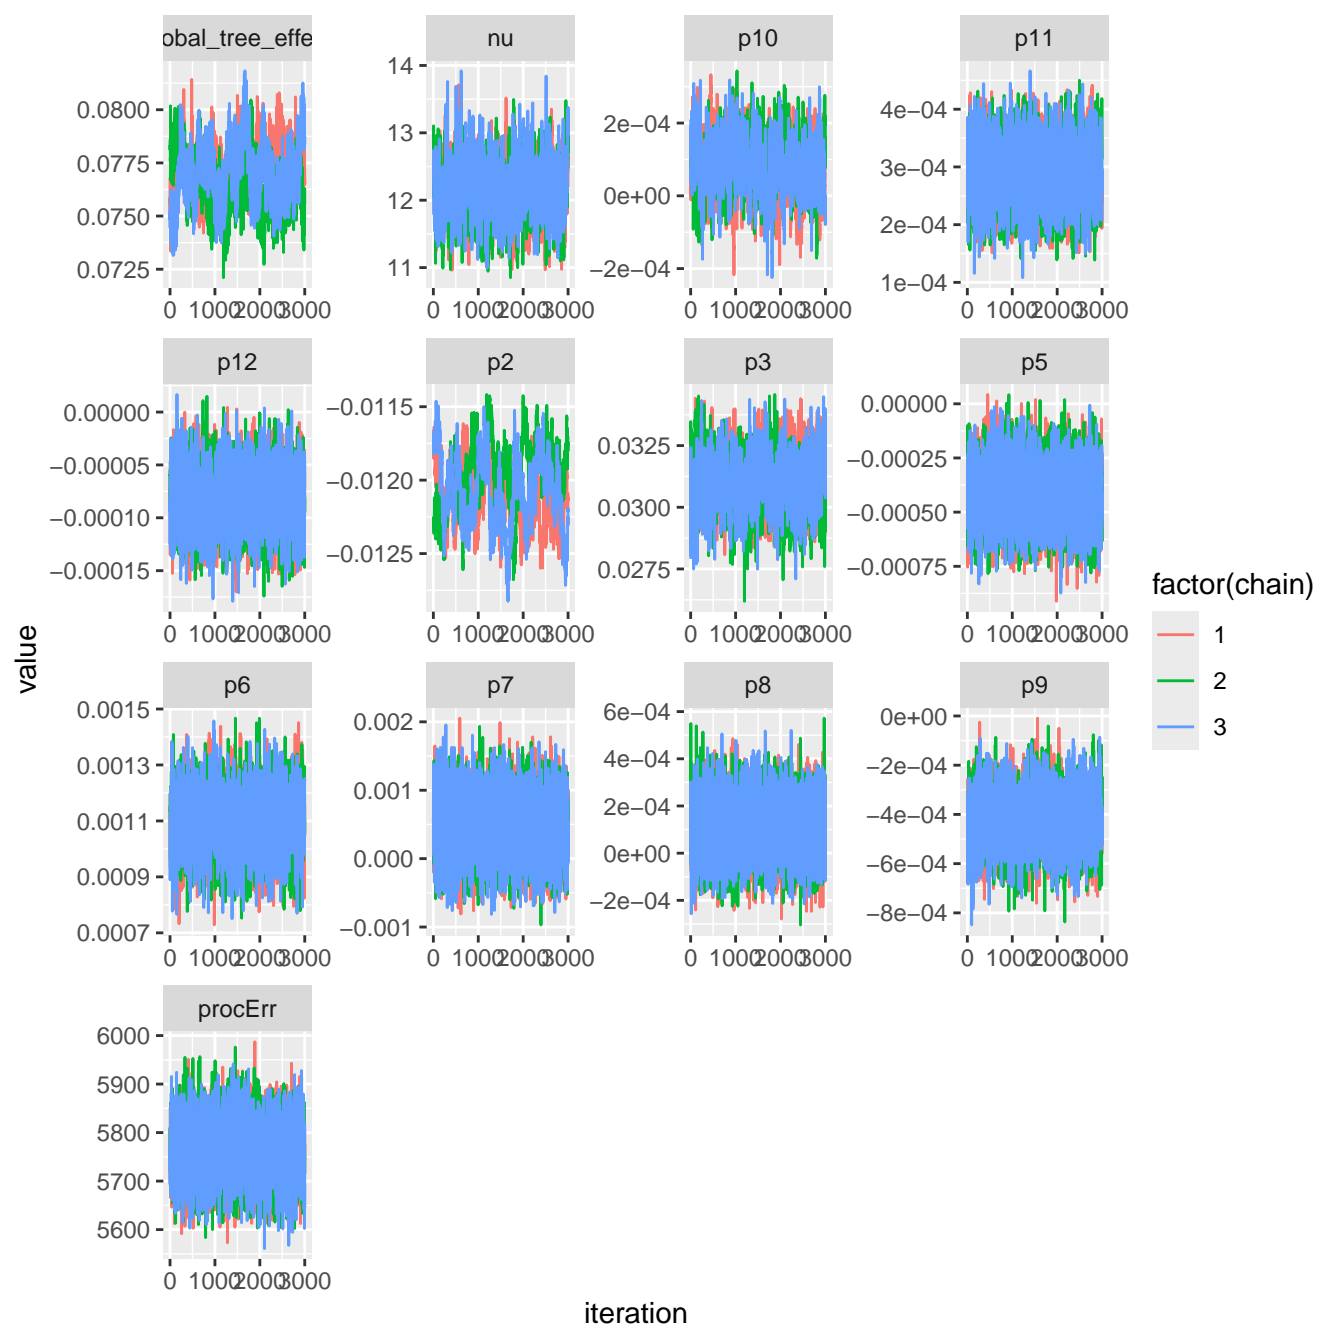 obal_tree_effe
nu
p10
p11
0.0800
0.0775
0.0750
0.0725
14
13
12
11
2e−04
0e+00
−2e−04
4e−04
3e−04
2e−04
1e−04
0 1000 2000 3000
0 1000 2000 3000
0 1000 2000 3000
0 1000 2000 3000
p12
p2
p3
p5
0.00000
−0.00005
−0.00010
−0.00015
−0.0115
−0.0120
−0.0125
0.0325
0.0300
0.0275
0.00000
−0.00025
−0.00050
−0.00075
0 1000 2000 3000
0 1000 2000 3000
0 1000 2000 3000
0 1000 2000 3000
p6
p7
p8
p9
0.0015
0.0013
0.0011
0.0009
0.0007
0.002
0.001
0.000
−0.001
6e−04
4e−04
2e−04
0e+00
−2e−04
0e+00
−2e−04
−4e−04
−6e−04
−8e−04
0 1000 2000 3000
0 1000 2000 3000
0 1000 2000 3000
0 1000 2000 3000
procErr
6000
5900
5800
5700
5600
0 1000 2000 3000
value
iteration
factor(chain)
1
2
3